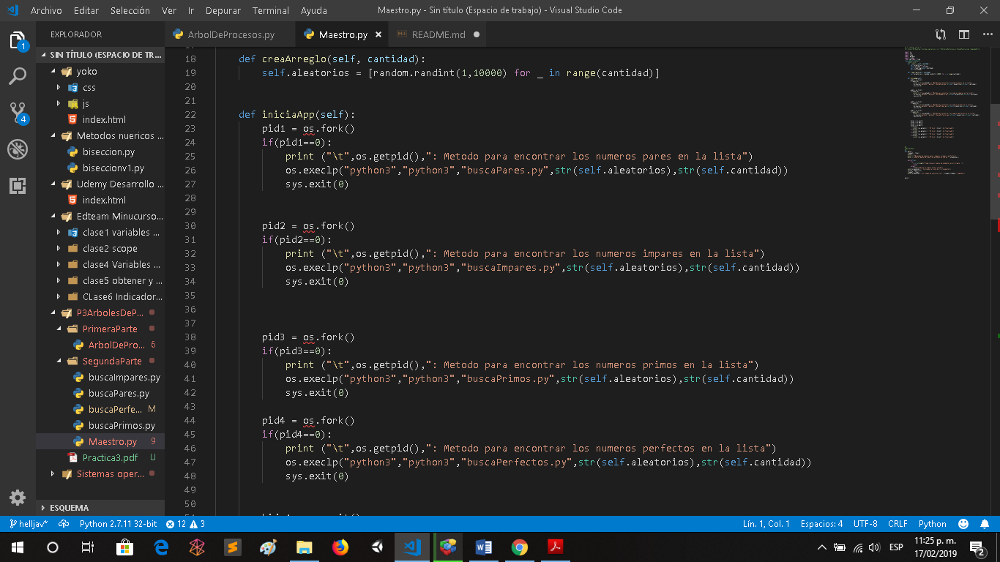 Archivo Editar Selección Ver Ir Depurar Terminal Ayuda Maestro.py - Sin título (Espacio de trabajo) - Visual Studio Code
EXPLORADOR
1
4
SIN TÍTULO (ESPACIO DE TR...
yoko
css
js
index.html
Metodos nuericos ...
biseccion.py
biseccionv1.py
Udemy Desarrollo ...
index.html
Edteam Minucurso...
clase1 variables ...
clase2 scope
clase4 Variables ...
clase5 obtener y ...
CLase6 Indicador...
P3ArbolesDeP...
PrimeraParte
ArbolDePro... 6
SegundaParte
buscaImpares.py
buscaPares.py
buscaPerfe... M
buscaPrimos.py
Maestro.py 9
Practica3.pdf U
Sistemas oper...
ESQUEMA
ArbolDeProcesos.py Maestro.py README.md
18 def creaArreglo(self, cantidad):
19 self.aleatorios = [random.randint(1,10000) for _ in range(cantidad)]
20
21
22 def iniciaApp(self):
23 pid1 = os.fork()
24 if(pid1==0):
25 print ("\t",os.getpid(),": Metodo para encontrar los numeros pares en la lista")
26 os.execlp("python3","python3","buscaPares.py",str(self.aleatorios),str(self.cantidad))
27 sys.exit(0)
28
29
30 pid2 = os.fork()
31 if(pid2==0):
32 print ("\t",os.getpid(),": Metodo para encontrar los numeros impares en la lista")
33 os.execlp("python3","python3","buscaImpares.py",str(self.aleatorios),str(self.cantidad))
34 sys.exit(0)
35
36
37
38 pid3 = os.fork()
39 if(pid3==0):
40 print ("\t",os.getpid(),": Metodo para encontrar los numeros primos en la lista")
41 os.execlp("python3","python3","buscaPrimos.py",str(self.aleatorios),str(self.cantidad))
42 sys.exit(0)
43
44 pid4 = os.fork()
45 if(pid4==0):
46 print ("\t",os.getpid(),": Metodo para encontrar los numeros perfectos en la lista")
47 os.execlp("python3","python3","buscaPerfectos.py",str(self.aleatorios),str(self.cantidad))
48 sys.exit(0)
49
50
helljav* Python 2.7.11 32-bit 12 3 Lín. 1, Col. 1 Espacios: 4 UTF-8 CRLF Python
ESP 11:25 p. m.
17/02/2019 2